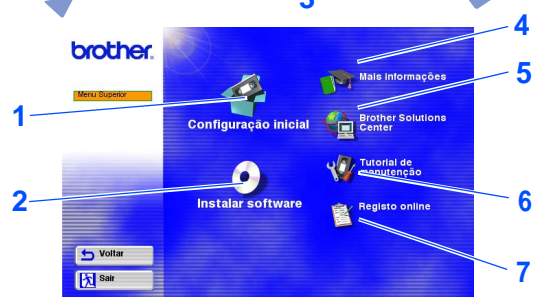 3
4
brother.
Mais informações
5
Menu Superior
1
Brother Solutions
Center
Configuração inicial
Tutorial de
manutenção
2
Instalar software
6
Registo online
Voltar
Sair
7